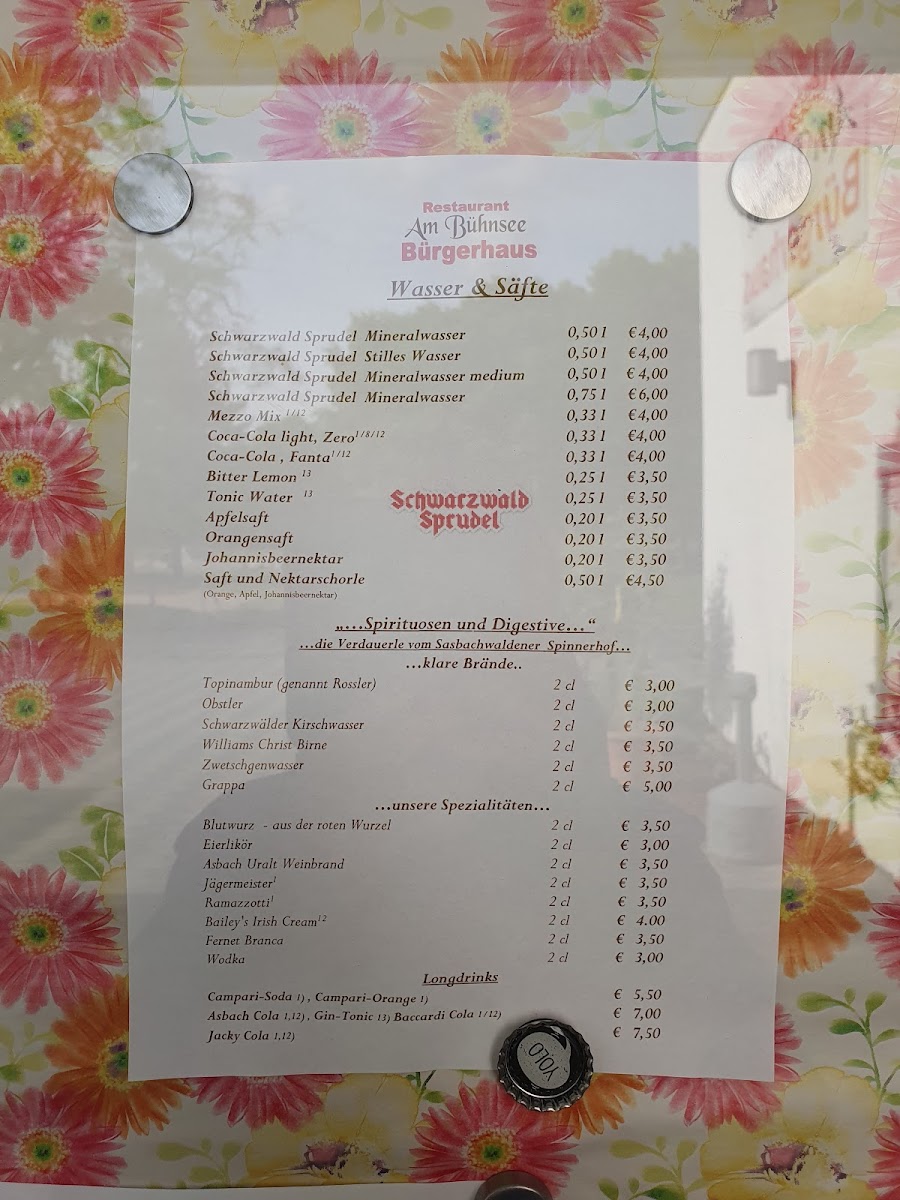 Restaurant
Am Bühnsee
Bürgerhaus
Wasser & Säfte
Schwarzwald Sprudel Mineralwasser 0,50 l €4,00
Schwarzwald Sprudel Stilles Wasser 0,50 l €4,00
Schwarzwald Sprudel Mineralwasser medium 0,50 l € 4,00
Schwarzwald Sprudel Mineralwasser 0,75 l €6,00
Mezzo Mix 1/12 0,33 l €4,00
Coca-Cola light, Zero 1/8/12 0,33 l €4,00
Coca-Cola , Fanta 1/12 0,33 l €4,00
Bitter Lemon 13 0,25 l €3,50
Tonic Water 13 0,25 l €3,50
Apfelsaft 0,20 l €3,50
Orangensaft 0,20 l €3,50
Johannisbeernektar 0,20 l €3,50
Saft und Nektarschorle 0,50 l €4,50
(Orange, Apfel, Johannisbeernektar)
Schwarzwald
Sprudel
„…Spirituosen und Digestive…“
…die Verdauerle vom Sasbachwaldener Spinnerhof…
…klare Brände..
Topinambur (genannt Rossler) 2 cl € 3,00
Obstler 2 cl € 3,00
Schwarzwälder Kirschwasser 2 cl € 3,50
Williams Christ Birne 2 cl € 3,50
Zwetschgenwasser 2 cl € 3,50
Grappa 2 cl € 5,00
…unsere Spezialitäten…
Blutwurz - aus der roten Wurzel 2 cl € 3,50
Eierlikör 2 cl € 3,00
Asbach Uralt Weinbrand 2 cl € 3,50
Jägermeister1 2 cl € 3,50
Ramazzotti1 2 cl € 3,50
Bailey's Irish Cream12 2 cl € 4.00
Fernet Branca 2 cl € 3,50
Wodka 2 cl € 3,00
Longdrinks
Campari-Soda 1) , Campari-Orange 1) € 5,50
Asbach Cola 1,12) , Gin-Tonic 13) Baccardi Cola 1/12) € 7,00
Jacky Cola 1,12) € 7,50
YOLO
Bürgerhaus